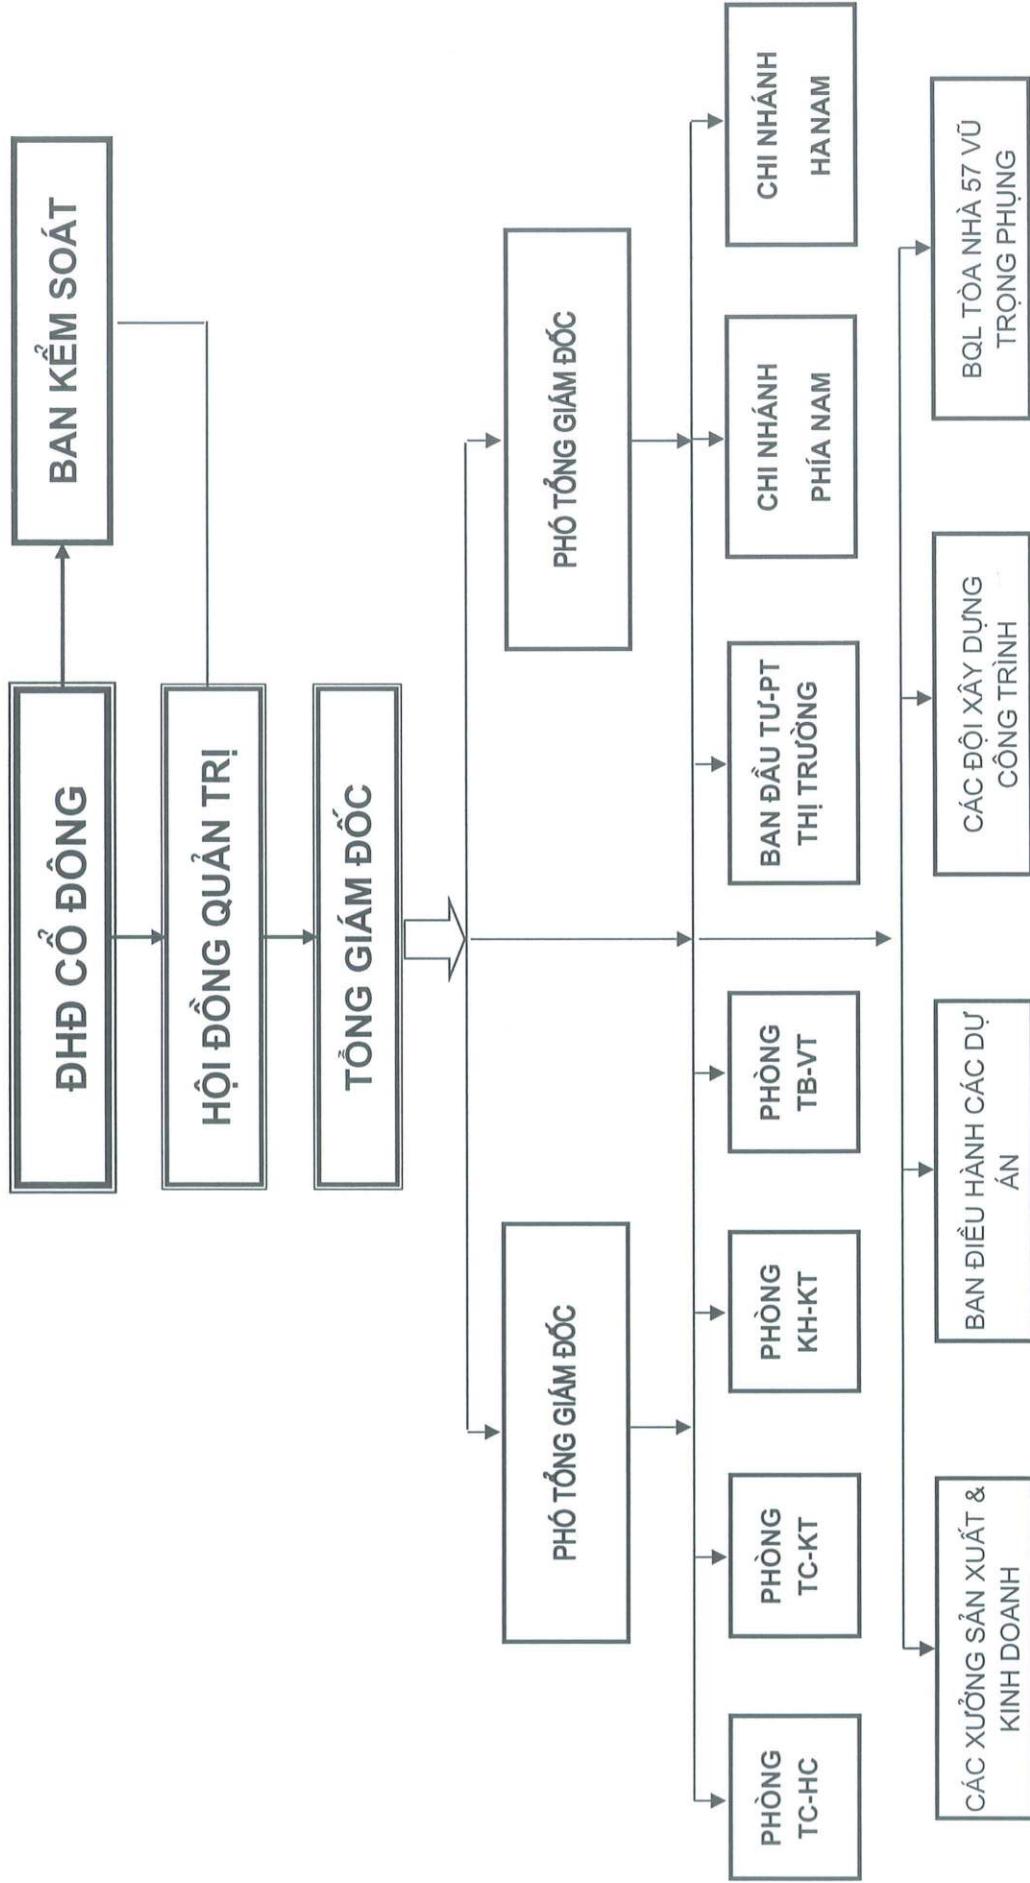 ĐHĐ CỔ ĐÔNG
BAN KỂM SOÁT
HỘI ĐỒNG QUẢN TRỊ
TỔNG GIÁM ĐỐC
PHÓ TỔNG GIÁM ĐỐC
PHÓ TỔNG GIÁM ĐỐC
PHÒNG
TC-HC
PHÒNG
TC-KT
PHÒNG
KH-KT
PHÒNG
TB-VT
BAN ĐẦU TƯ-PT
THỊ TRƯỜNG
CHI NHÁNH
PHÍA NAM
CHI NHÁNH
HÀNAM
CÁC XƯỞNG SẢN XUẤT &
KINH DOANH
BAN ĐIỀU HÀNH CÁC DỰ
ÁN
CÁC ĐỘI XÂY DỰNG
CÔNG TRÌNH
BQL TÒA NHÀ 57 VŨ
TRỌNG PHỤNG